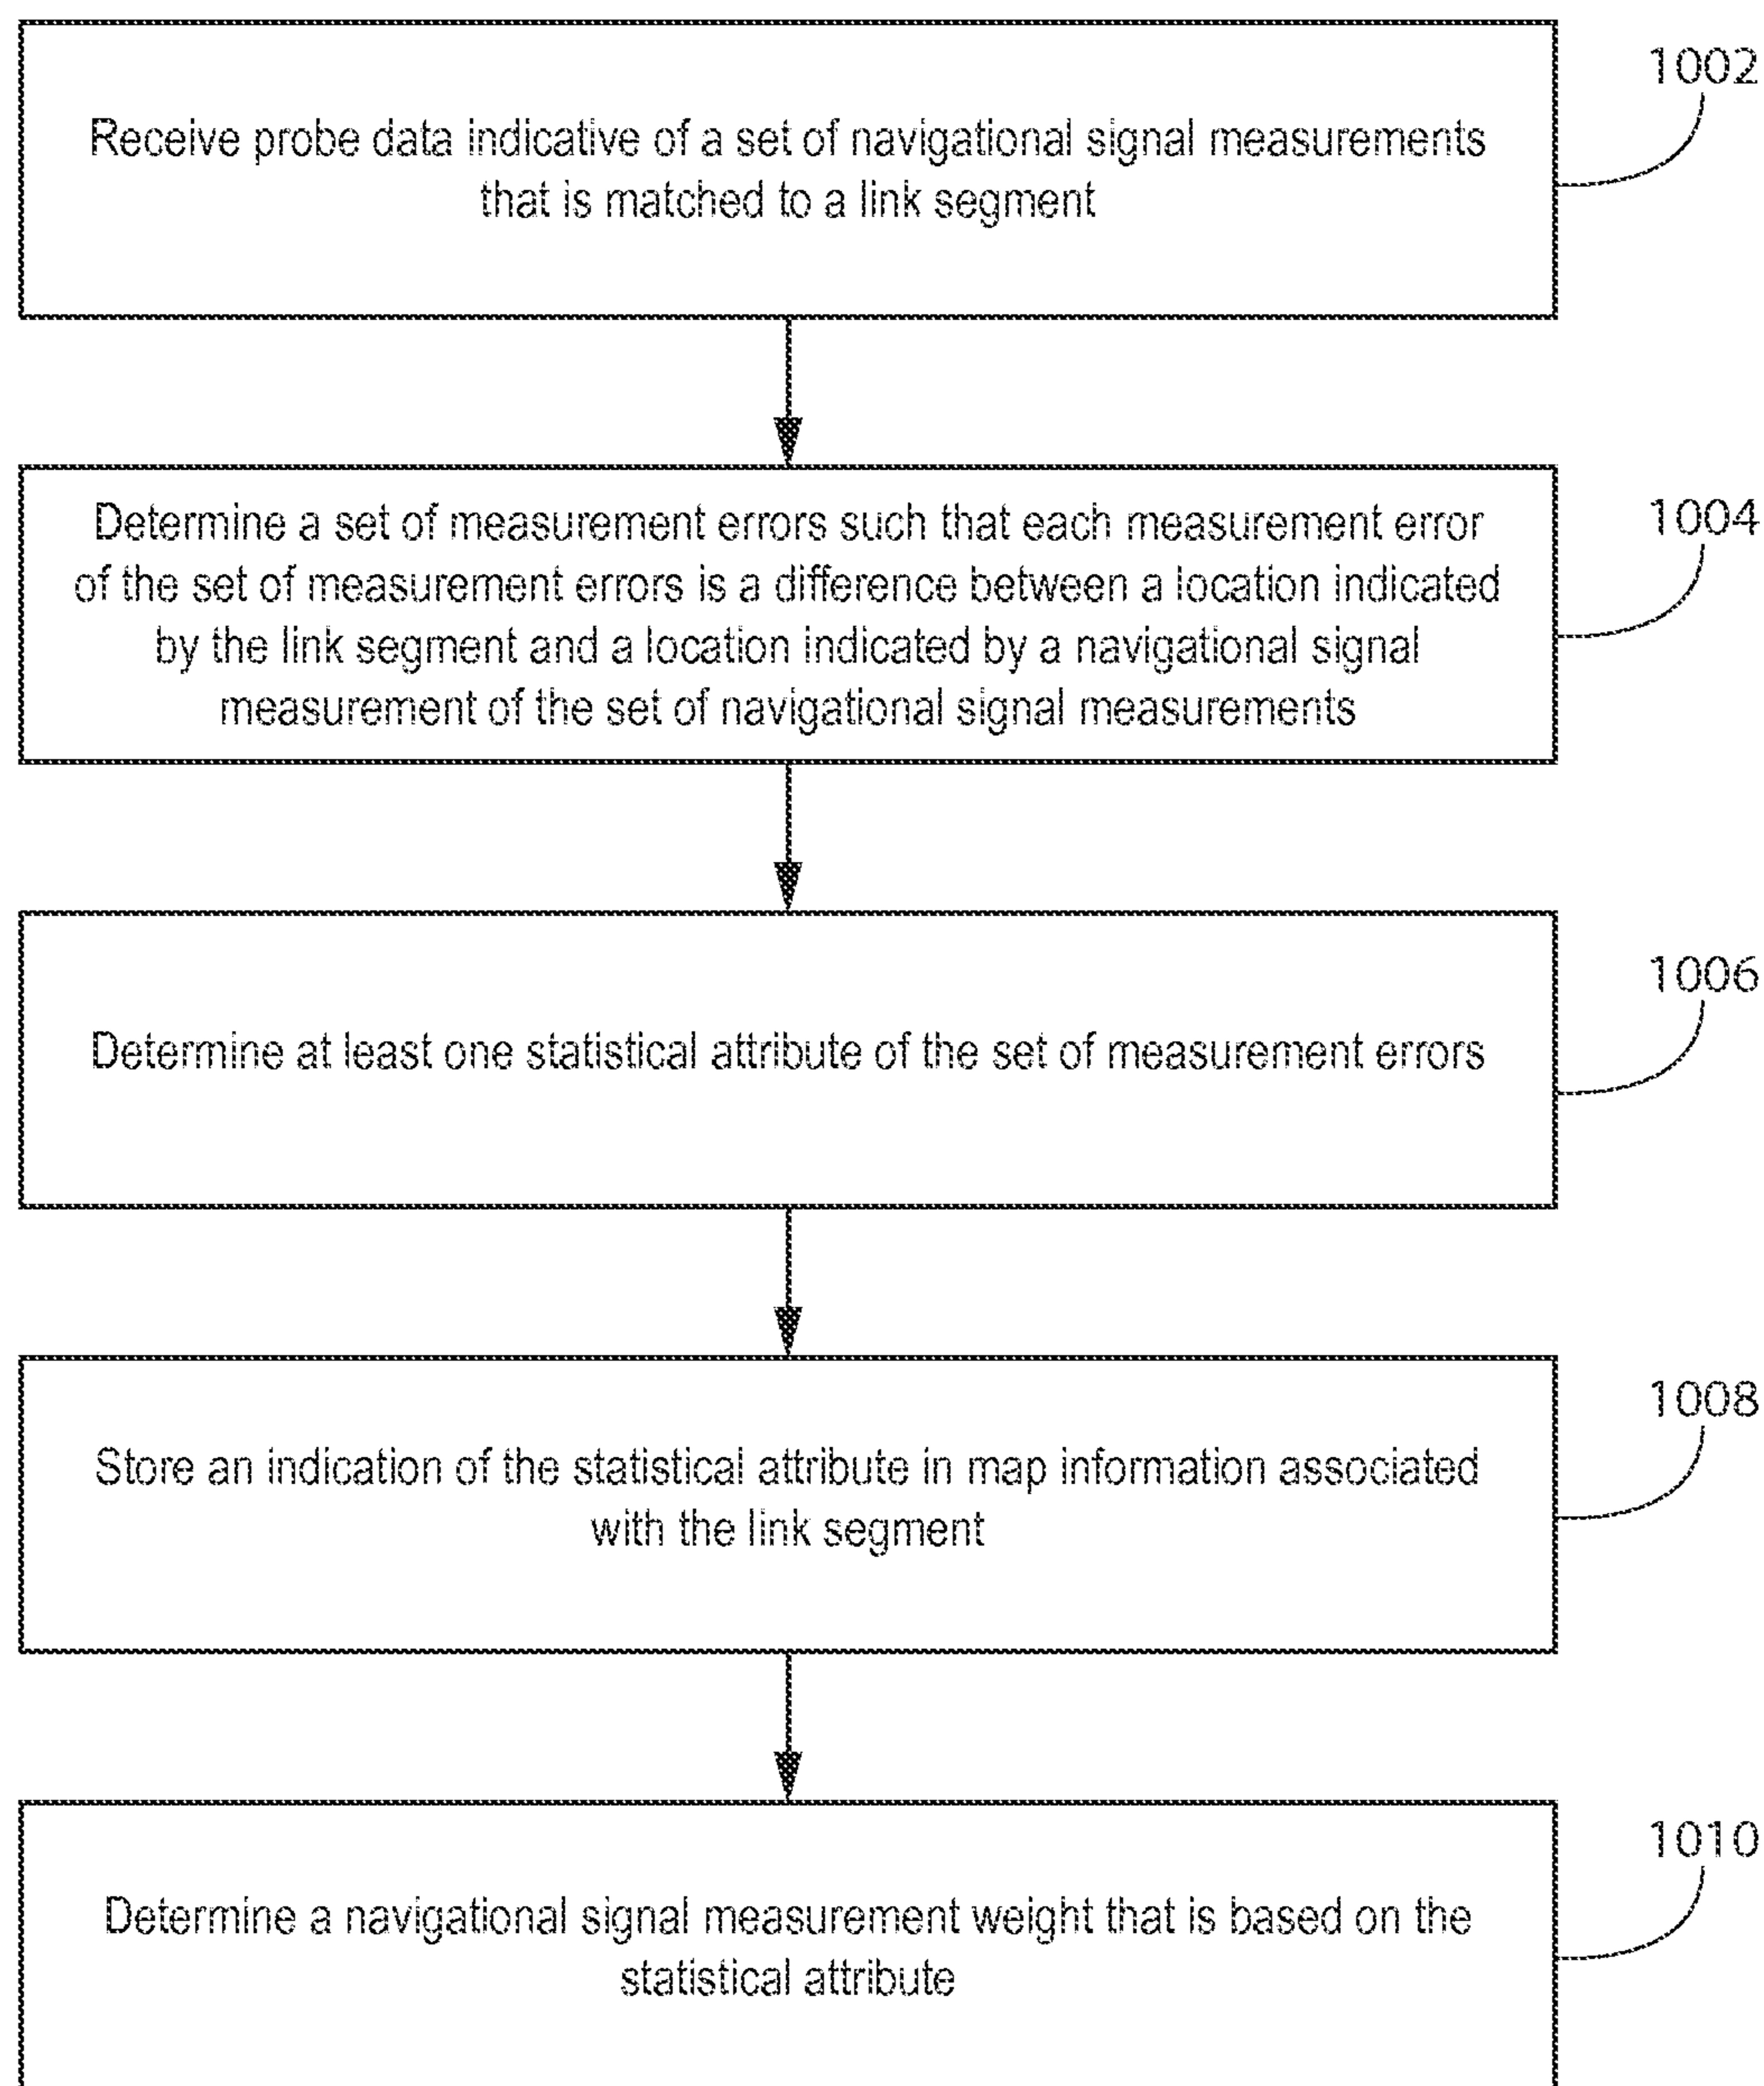 1002
Receive probe data indicative of a set of navigational signal measurements
that is matched to a link segment
1004
Determine a set of measurement errors such that each measurement error
of the set of measurement errors is a difference between a location indicated
by the link segment and a location indicated by a navigational signal
measurement of the set of navigational signal measurements
1006
Determine at least one statistical attribute of the set of measurement errors
1008
Store an indication of the statistical attribute in map information associated
with the link segment
1010
Determine a navigational signal measurement weight that is based on the
statistical attribute